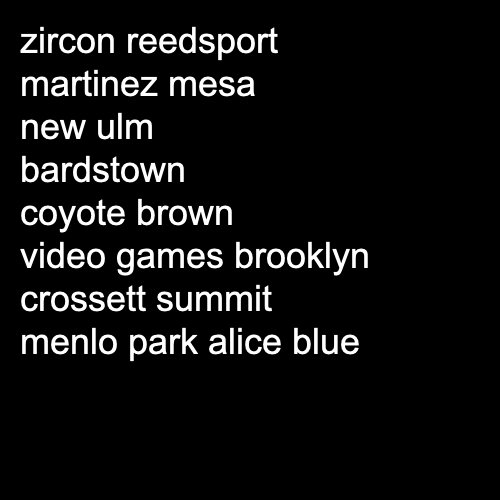 zircon reedsport
martinez mesa
new ulm
bardstown
coyote brown
video games brooklyn
crossett summit
menlo park alice blue